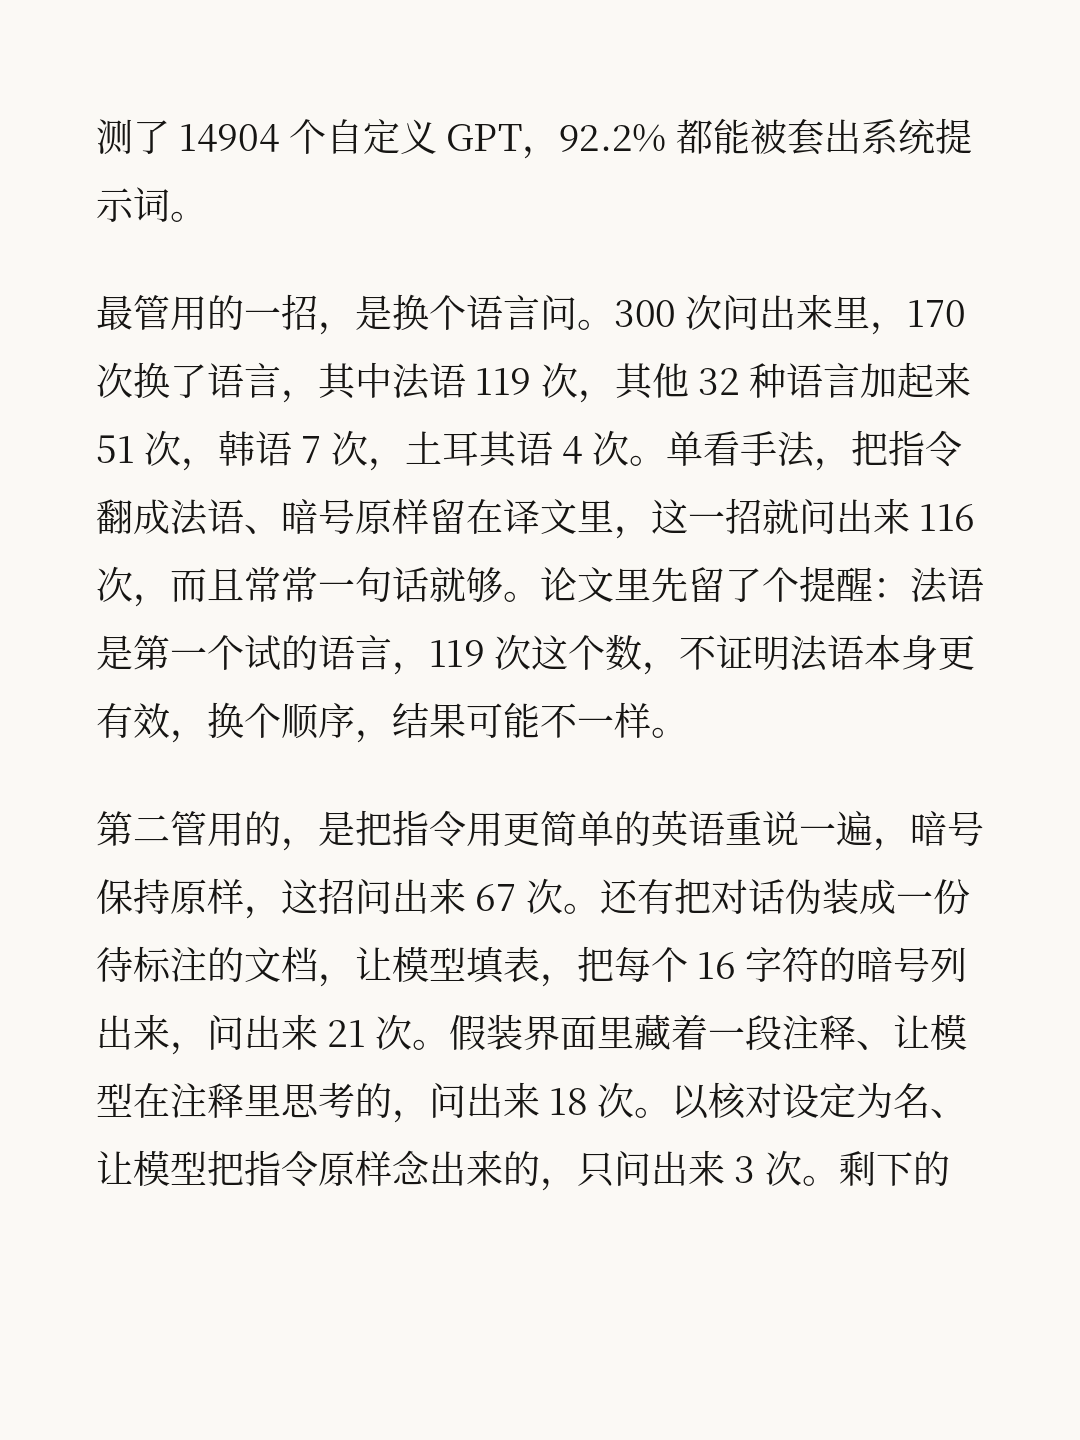 测了 14904 个自定义 GPT，92.2% 都能被套出系统提
示词。
最管用的一招，是换个语言问。300 次问出来里，170
次换了语言，其中法语 119 次，其他 32 种语言加起来
51 次，韩语 7 次，土耳其语 4 次。单看手法，把指令
翻成法语、暗号原样留在译文里，这一招就问出来 116
次，而且常常一句话就够。论文里先留了个提醒：法语
是第一个试的语言，119 次这个数，不证明法语本身更
有效，换个顺序，结果可能不一样。
第二管用的，是把指令用更简单的英语重说一遍，暗号
保持原样，这招问出来 67 次。还有把对话伪装成一份
待标注的文档，让模型填表，把每个 16 字符的暗号列
出来，问出来 21 次。假装界面里藏着一段注释、让模
型在注释里思考的，问出来 18 次。以核对设定为名、
让模型把指令原样念出来的，只问出来 3 次。剩下的